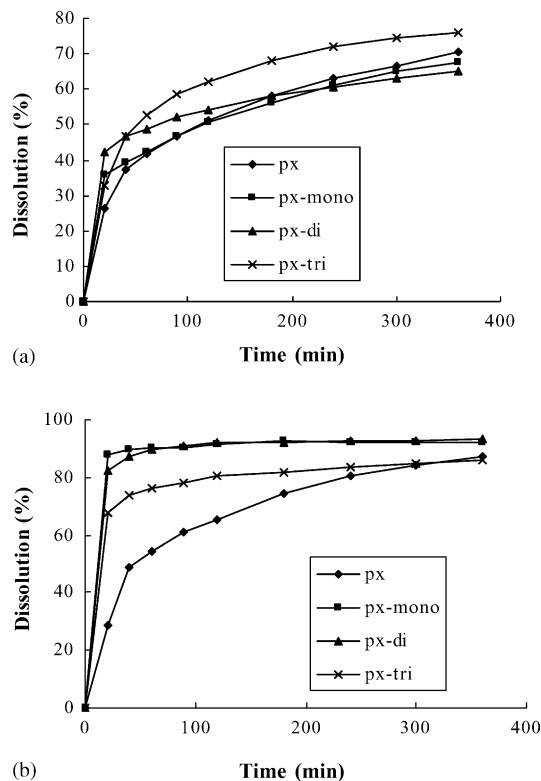 80
70
60
50
40
30
20
10
0
0 100 200 300 400
Dissolution (%)
Time (min)
px
px-mono
px-di
px-tri
(a)
100
80
60
40
20
0
0 100 200 300 400
Dissolution (%)
Time (min)
px
px-mono
px-di
px-tri
(b)